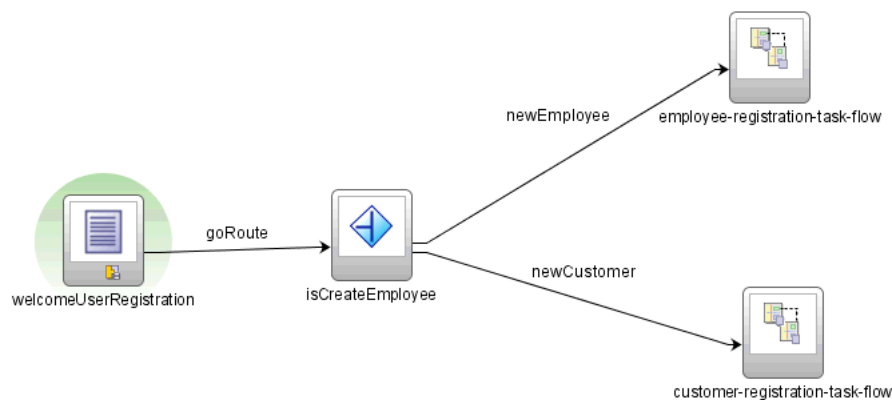 newEmployee
employee-registration-task-flow
goRoute
welcomeUserRegistration
isCreateEmployee
newCustomer
customer-registration-task-flow